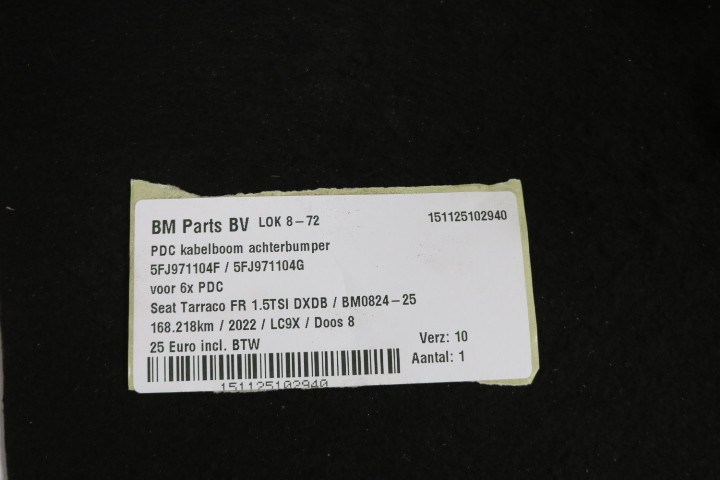 BM Parts BV LOK 8-72 151125102940
PDC kabelboom achterbumper
5FJ971104F / 5FJ971104G
voor 6x PDC
Seat Tarraco FR 1.5TSI DXDB / BM0824-25
168.218km / 2022 / LC9X / Doos 8
25 Euro incl. BTW Verz: 10
Aantal: 1
151125102940